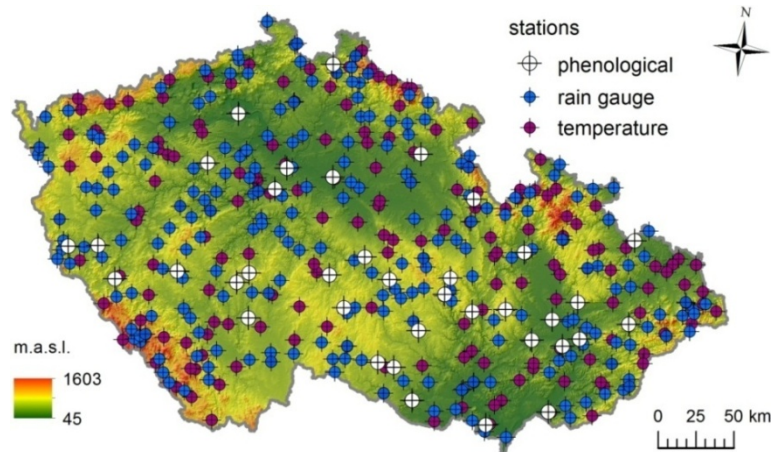 N
stations
phenological
rain gauge
temperature
m.a.s.l.
1603
45
0 25 50 km